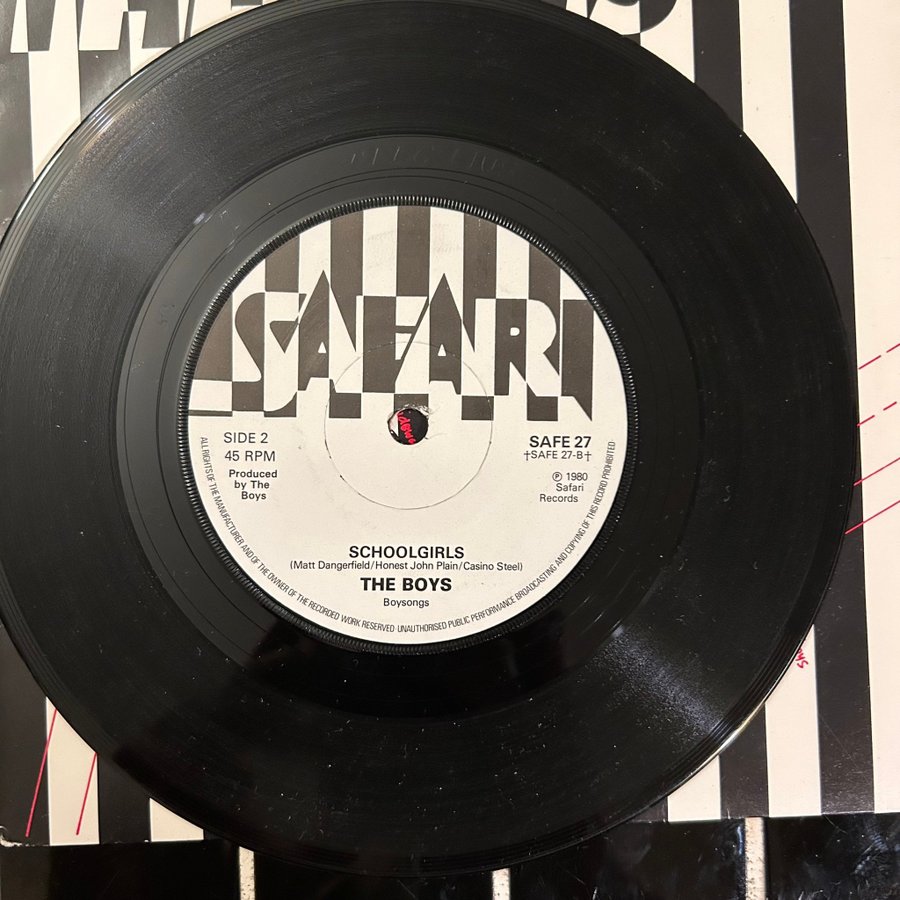 SAFARI
SIDE 2
45 RPM
Produced
by The
Boys
SAFE 27
†SAFE 27-B†
Ⓟ 1980
Safari
Records
SCHOOLGIRLS
(Matt Dangerfield/Honest John Plain/Casino Steel)
THE BOYS
Boysongs
ALL RIGHTS OF THE MANUFACTURER AND OF THE OWNER OF THE RECORDED WORK RESERVED·UNAUTHORISED PUBLIC PERFORMANCE BROADCASTING AND COPYING OF THIS RECORD PROHIBITED